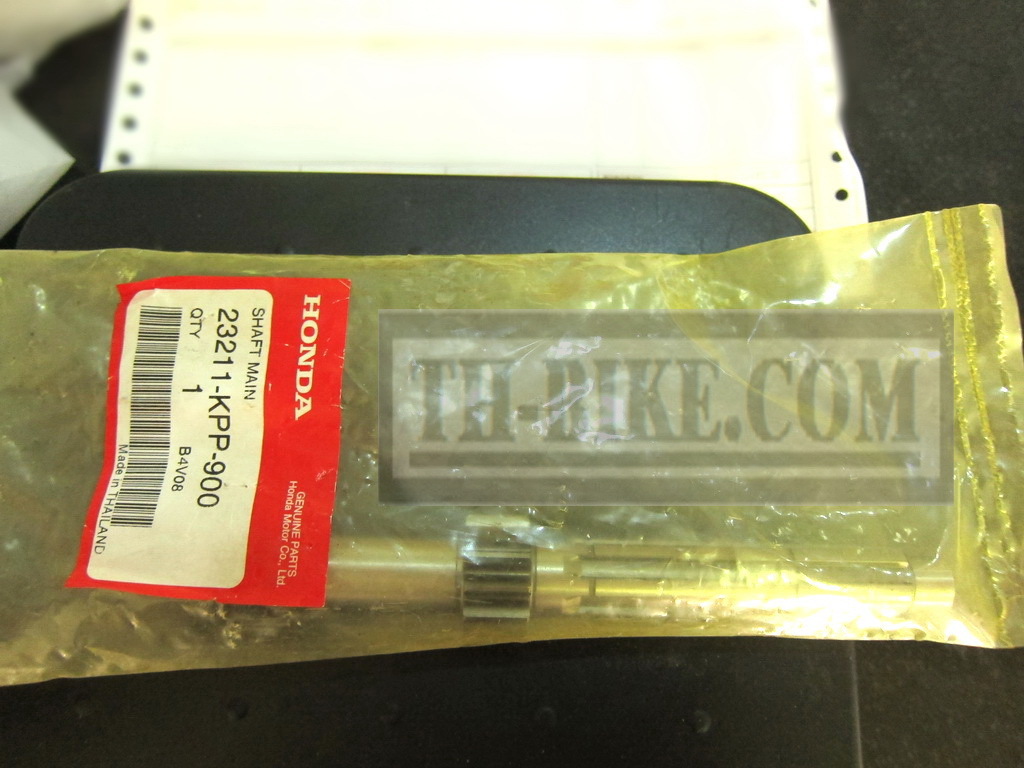 HONDA
GENUINE PARTS
Honda Motor Co., Ltd.
SHAFT MAIN
23211-KPP-900
QTY 1
B4V08
Made in THAILAND
TH-BIKE.COM